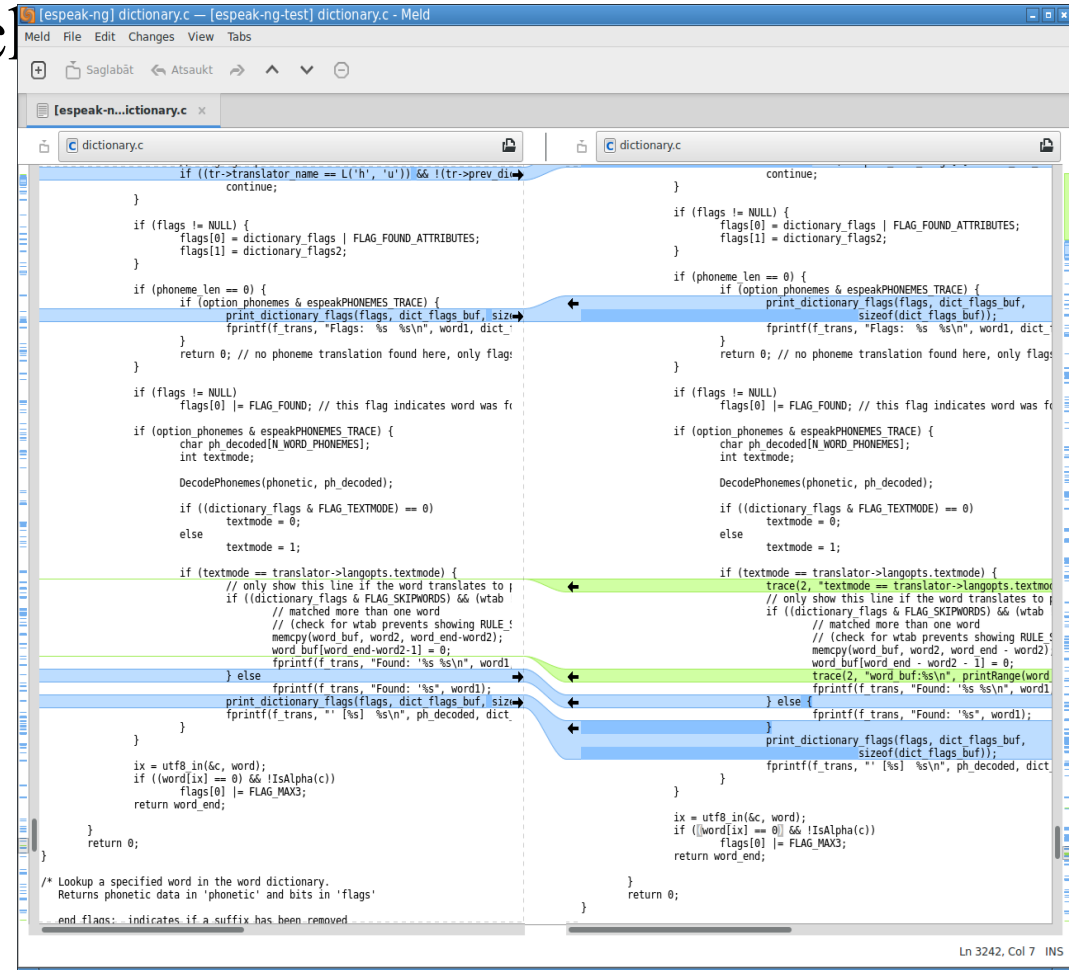 [espeak-ng] dictionary.c — [espeak-ng-test] dictionary.c - Meld
Meld File Edit Changes View Tabs
Saglabāt Atsaukt
[espeak-n...ictionary.c
dictionary.c
if ((tr->translator_name == L('h', 'u')) && !(tr->prev_dic
continue;
}
if (flags != NULL) {
flags[0] = dictionary_flags | FLAG_FOUND_ATTRIBUTES;
flags[1] = dictionary_flags2;
}
if (phoneme_len == 0) {
if (option_phonemes & espeakPHONEMES_TRACE) {
print_dictionary_flags(flags, dict_flags_buf, size
fprintf(f_trans, "Flags:  %s  %s\n", word1, dict_f
}
return 0; // no phoneme translation found here, only flags
}
if (flags != NULL)
flags[0] |= FLAG_FOUND; // this flag indicates word was fo
if (option_phonemes & espeakPHONEMES_TRACE) {
char ph_decoded[N_WORD_PHONEMES];
int textmode;
DecodePhonemes(phonetic, ph_decoded);
if ((dictionary_flags & FLAG_TEXTMODE) == 0)
textmode = 0;
else
textmode = 1;
if (textmode == translator->langopts.textmode) {
// only show this line if the word translates to p
if ((dictionary_flags & FLAG_SKIPWORDS) && (wtab
// matched more than one word
// (check for wtab prevents showing RULE_S
memcpy(word_buf, word2, word_end-word2);
word_buf[word_end-word2-1] = 0;
fprintf(f_trans, "Found: '%s %s\n", word1
} else
fprintf(f_trans, "Found: '%s", word1);
print_dictionary_flags(flags, dict_flags_buf, size
fprintf(f_trans, "' [%s]  %s\n", ph_decoded, dict_
}
}
ix = utf8_in(&c, word);
if ((word[ix] == 0) && !IsAlpha(c))
flags[0] |= FLAG_MAX3;
return word_end;
}
return 0;
}
/* Lookup a specified word in the word dictionary.
Returns phonetic data in 'phonetic' and bits in 'flags'
end_flags:  indicates if a suffix has been removed
dictionary.c
continue;
}
if (flags != NULL) {
flags[0] = dictionary_flags | FLAG_FOUND_ATTRIBUTES;
flags[1] = dictionary_flags2;
}
if (phoneme_len == 0) {
if (option_phonemes & espeakPHONEMES_TRACE) {
print_dictionary_flags(flags, dict_flags_buf,
sizeof(dict_flags_buf));
fprintf(f_trans, "Flags:  %s  %s\n", word1, dict_f
}
return 0; // no phoneme translation found here, only flags
}
if (flags != NULL)
flags[0] |= FLAG_FOUND; // this flag indicates word was fo
if (option_phonemes & espeakPHONEMES_TRACE) {
char ph_decoded[N_WORD_PHONEMES];
int textmode;
DecodePhonemes(phonetic, ph_decoded);
if ((dictionary_flags & FLAG_TEXTMODE) == 0)
textmode = 0;
else
textmode = 1;
if (textmode == translator->langopts.textmode) {
trace(2, "textmode == translator->langopts.textmod
// only show this line if the word translates to p
if ((dictionary_flags & FLAG_SKIPWORDS) && (wtab
// matched more than one word
// (check for wtab prevents showing RULE_S
memcpy(word_buf, word2, word_end - word2)
word_buf[word_end - word2 - 1] = 0;
trace(2, "word_buf:%s\n", printRange(word
fprintf(f_trans, "Found: '%s %s\n", word1
} else {
fprintf(f_trans, "Found: '%s", word1);
}
print_dictionary_flags(flags, dict_flags_buf,
sizeof(dict_flags_buf));
fprintf(f_trans, "' [%s]  %s\n", ph_decoded, dict_
}
}
ix = utf8_in(&c, word);
if ((word[ix] == 0) && !IsAlpha(c))
flags[0] |= FLAG_MAX3;
return word_end;
}
return 0;
}
Ln 3242, Col 7 INS